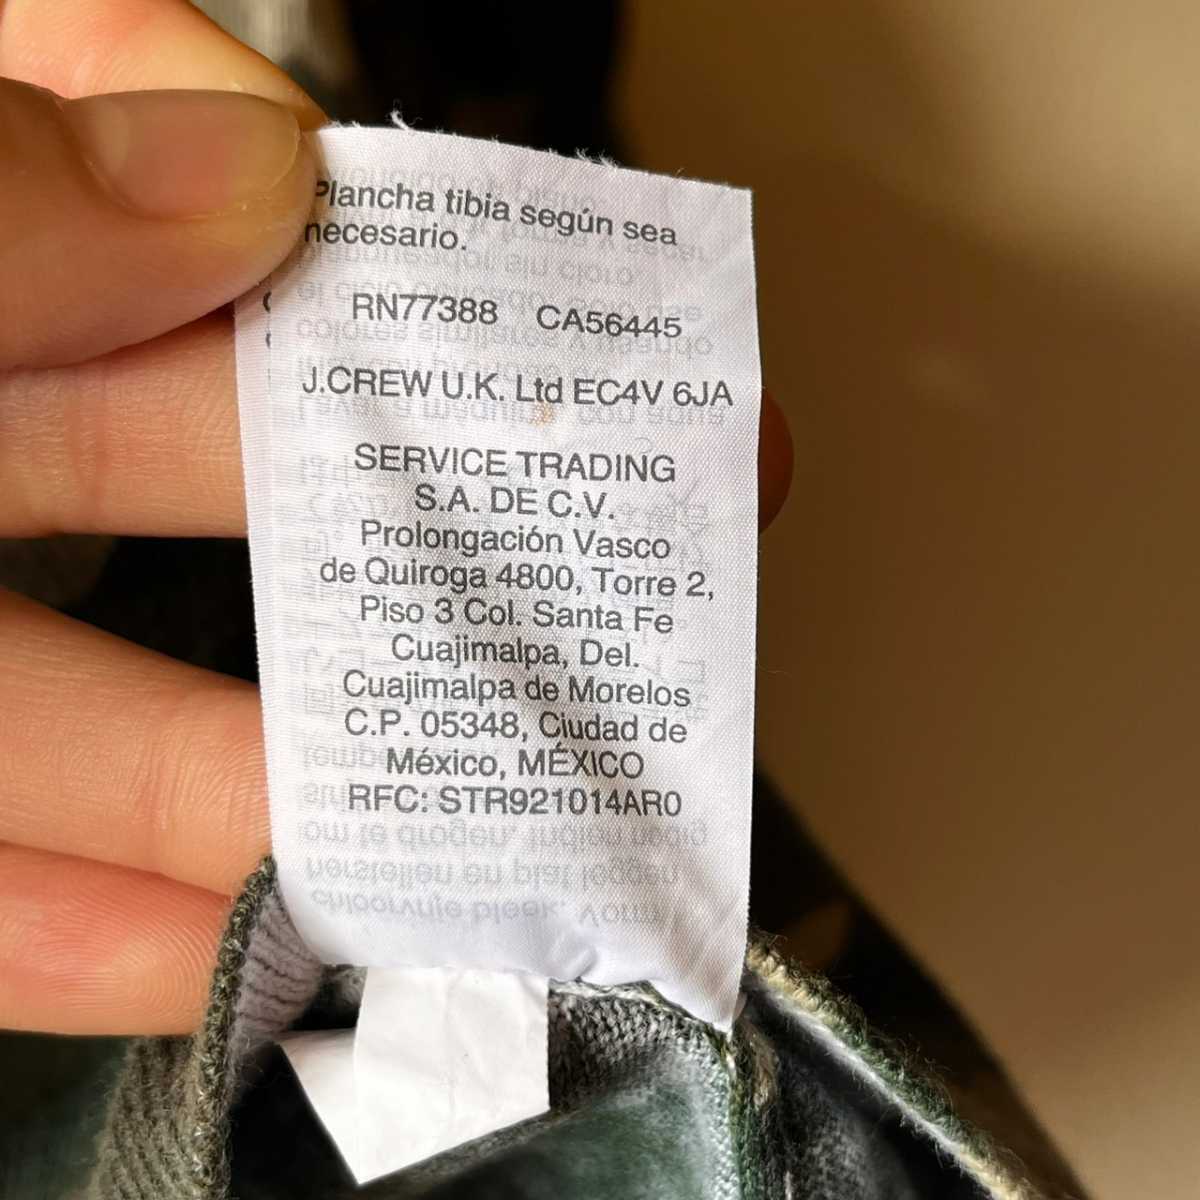 Plancha tibia según sea
necesario.
RN77388 CA56445
J.CREW U.K. Ltd EC4V 6JA
SERVICE TRADING
S.A. DE C.V.
Prolongación Vasco
de Quiroga 4800, Torre 2,
Piso 3 Col. Santa Fe
Cuajimalpa, Del.
Cuajimalpa de Morelos
C.P. 05348, Ciudad de
México, MÉXICO
RFC: STR921014AR0